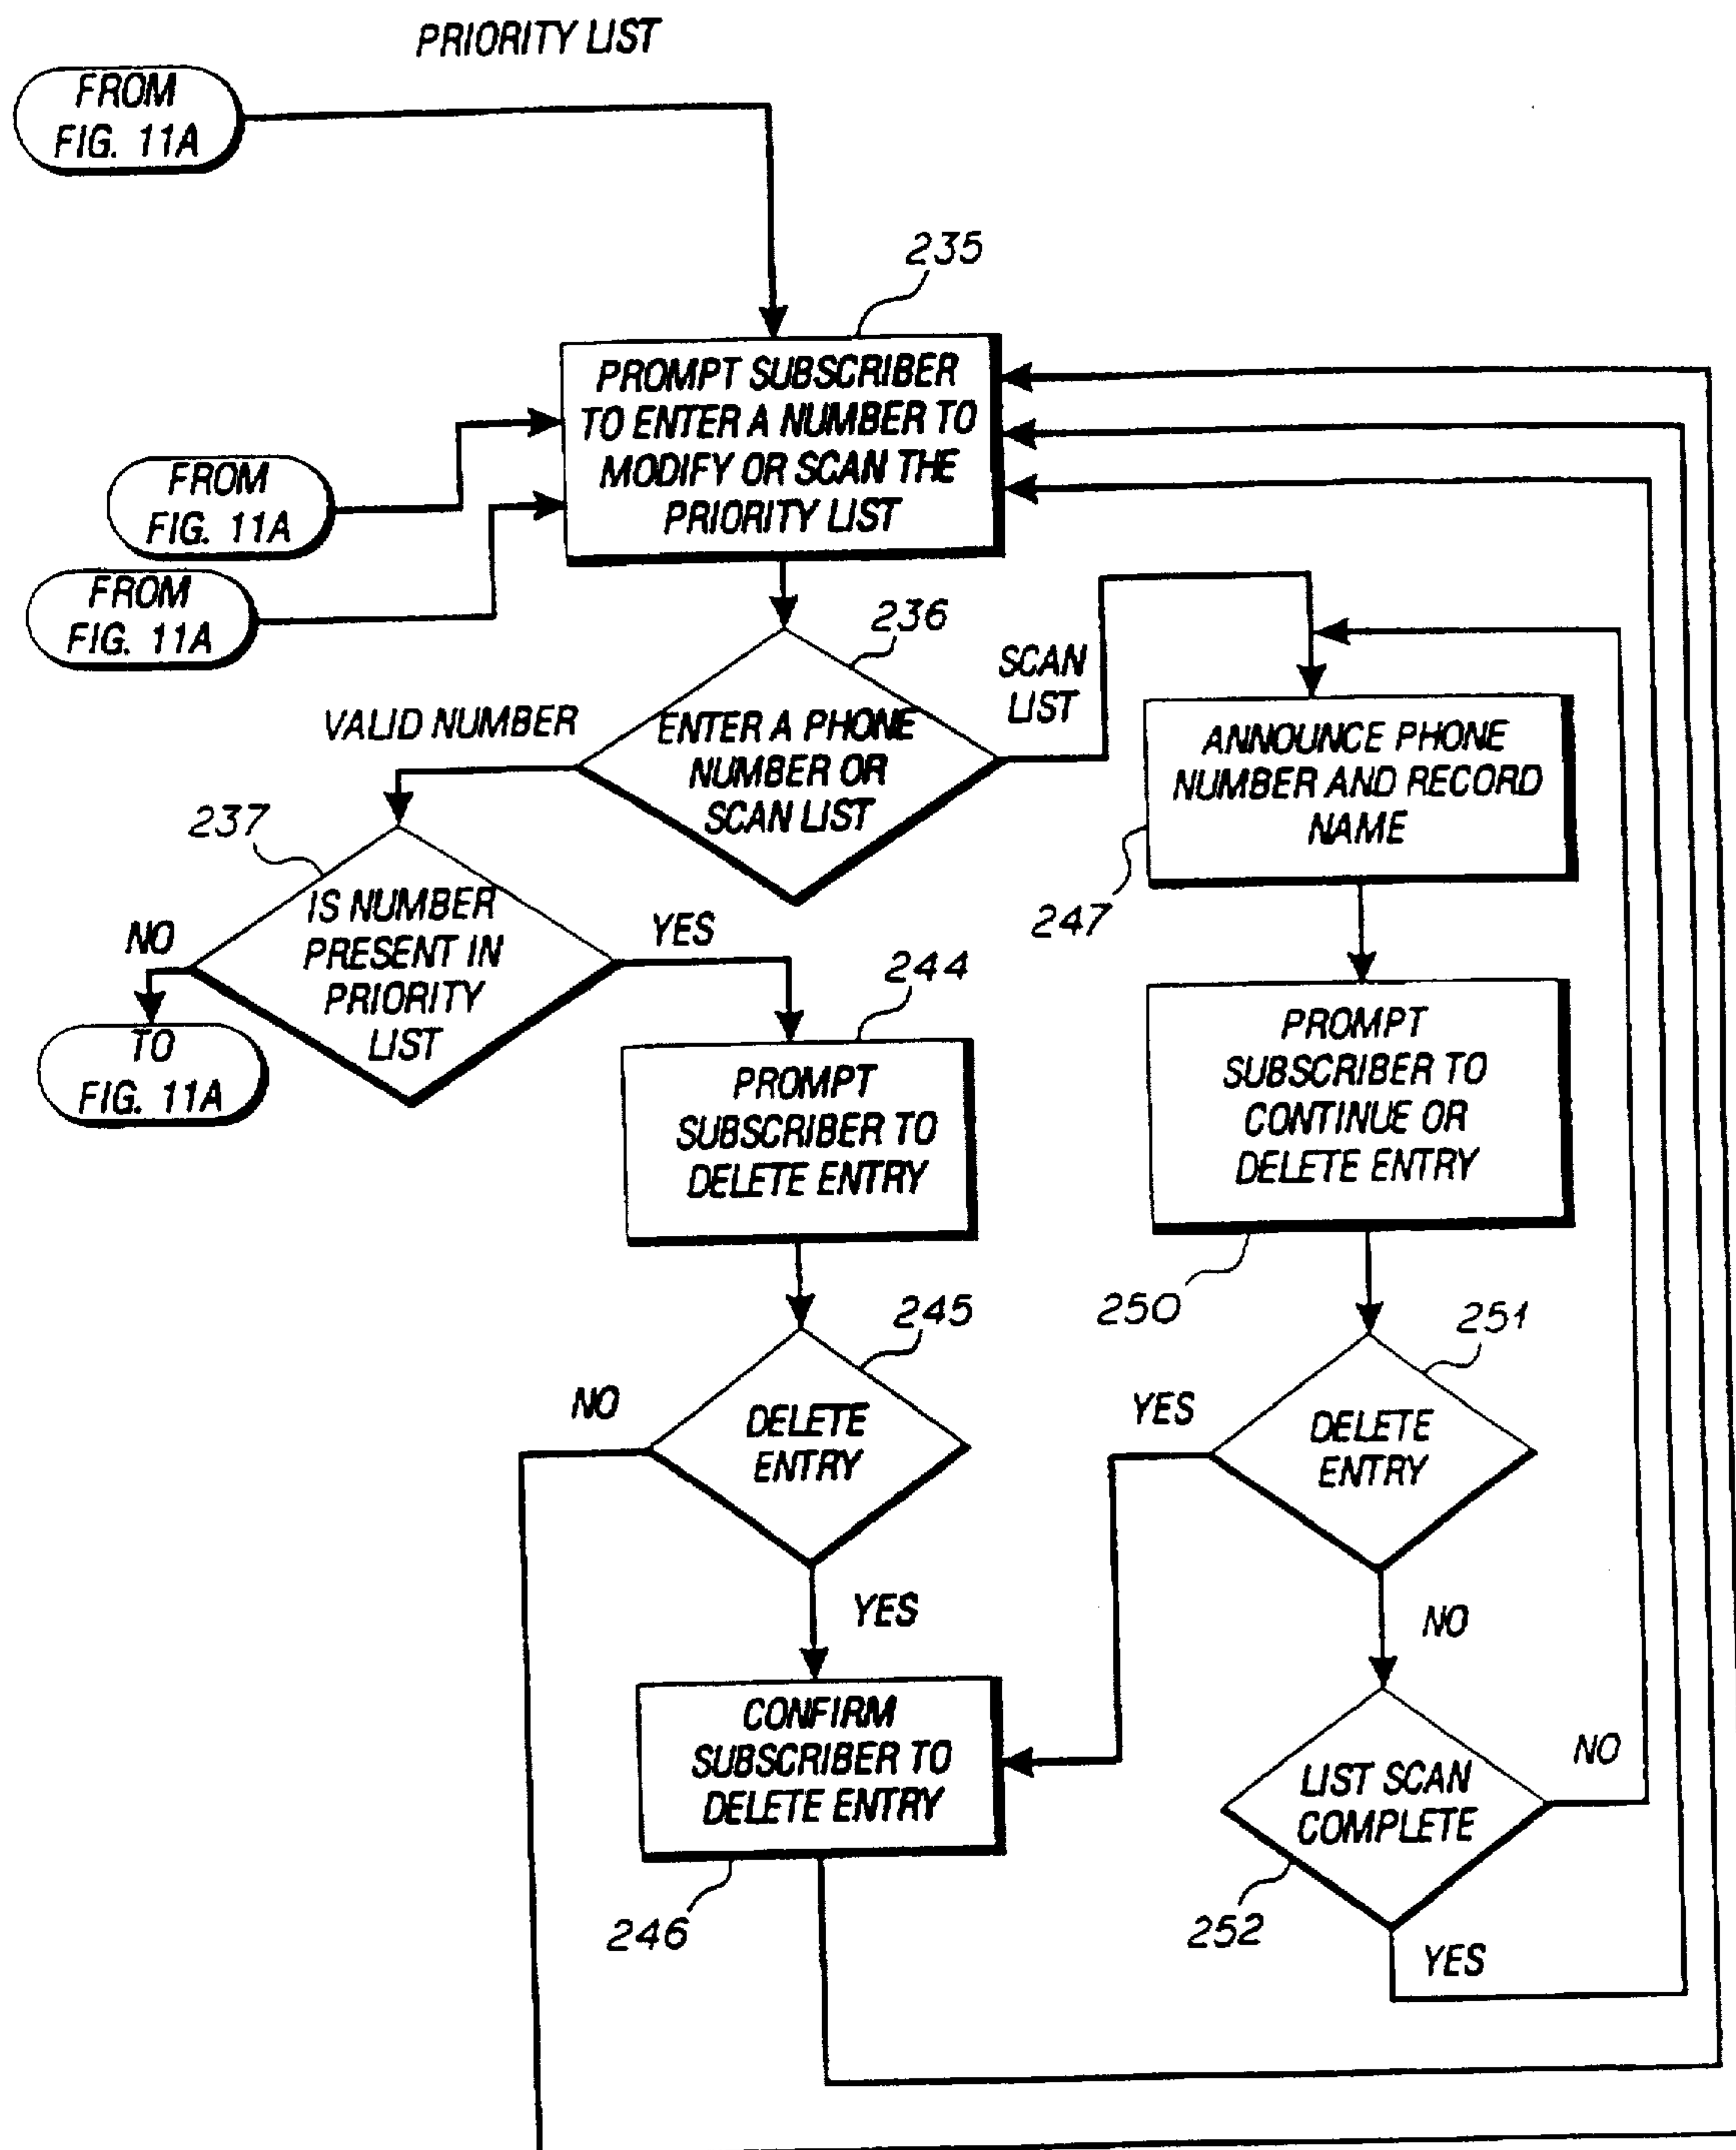 PRIORITY LIST
FROM
FIG. 11A
235
PROMPT SUBSCRIBER
TO ENTER A NUMBER TO
MODIFY OR SCAN THE
PRIORITY LIST
FROM
FIG. 11A
FROM
FIG. 11A
236
SCAN
LIST
VALID NUMBER
ENTER A PHONE
NUMBER OR
SCAN LIST
ANNOUNCE PHONE
NUMBER AND RECORD
NAME
247
237
IS NUMBER
PRESENT IN
PRIORITY
LIST
NO
YES
TO
FIG. 11A
244
PROMPT
SUBSCRIBER TO
DELETE ENTRY
PROMPT
SUBSCRIBER TO
CONTINUE OR
DELETE ENTRY
250
245
NO
DELETE
ENTRY
YES
251
YES
DELETE
ENTRY
NO
CONFIRM
SUBSCRIBER TO
DELETE ENTRY
246
LIST SCAN
COMPLETE
NO
252
YES